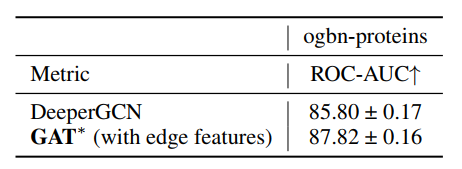 ogbn-proteins
Metric ROC-AUC↑
DeeperGCN 85.80 ± 0.17
GAT* (with edge features) 87.82 ± 0.16